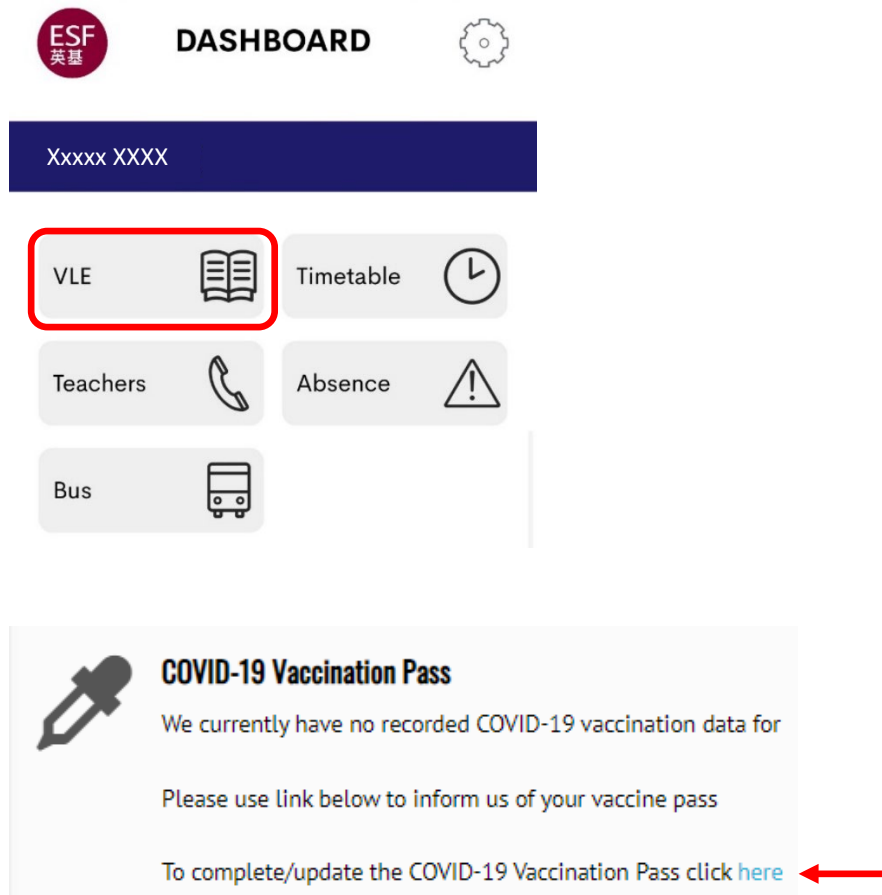 ESF
英基
DASHBOARD
Xxxxx XXXX
VLE
Timetable
Teachers
Absence
Bus
COVID-19 Vaccination Pass
We currently have no recorded COVID-19 vaccination data for
Please use link below to inform us of your vaccine pass
To complete/update the COVID-19 Vaccination Pass click here